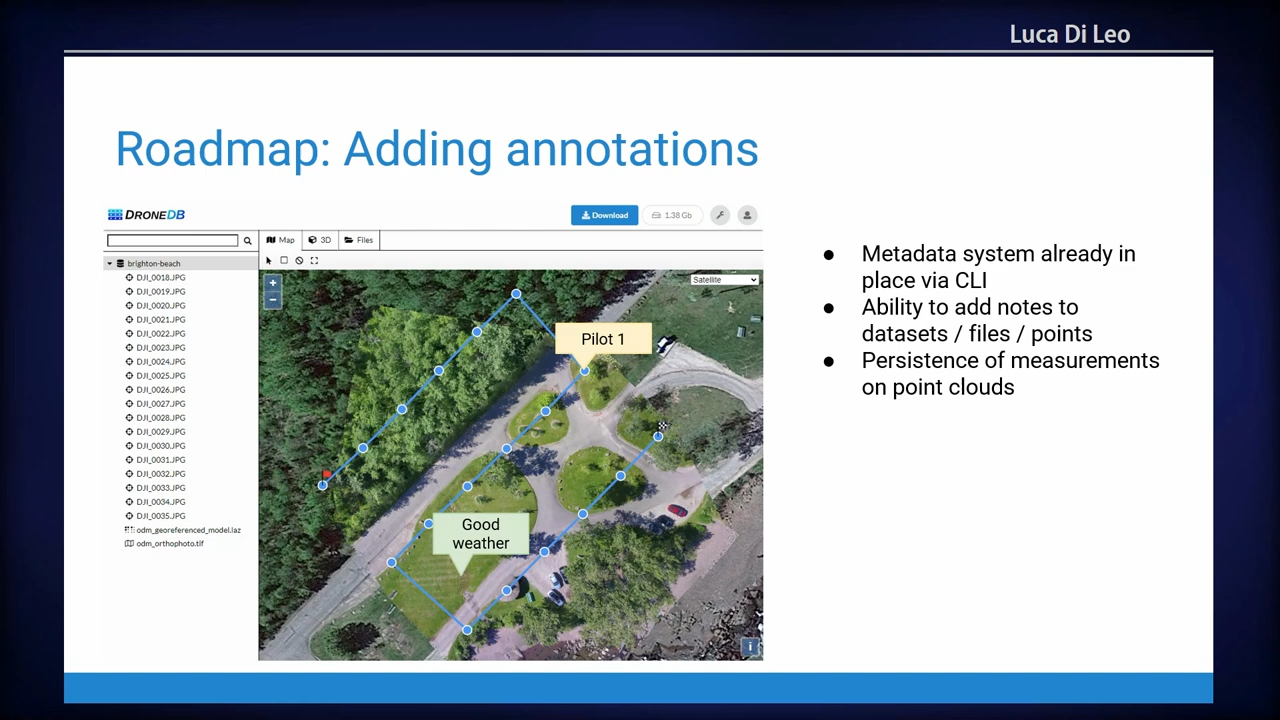 Luca Di Leo
Roadmap: Adding annotations
DRONEDB
Download
1.38 Gb
Map
3D
Files
brighton-beach
DJI_0018.JPG
DJI_0019.JPG
DJI_0020.JPG
DJI_0021.JPG
DJI_0022.JPG
DJI_0023.JPG
DJI_0024.JPG
DJI_0025.JPG
DJI_0026.JPG
DJI_0027.JPG
DJI_0028.JPG
DJI_0029.JPG
DJI_0030.JPG
DJI_0031.JPG
DJI_0032.JPG
DJI_0033.JPG
DJI_0034.JPG
DJI_0035.JPG
odm_georeferenced_model.laz
odm_orthophoto.tif
+
−
Satellite
Pilot 1
Good
weather
i
● Metadata system already in
place via CLI
● Ability to add notes to
datasets / files / points
● Persistence of measurements
on point clouds